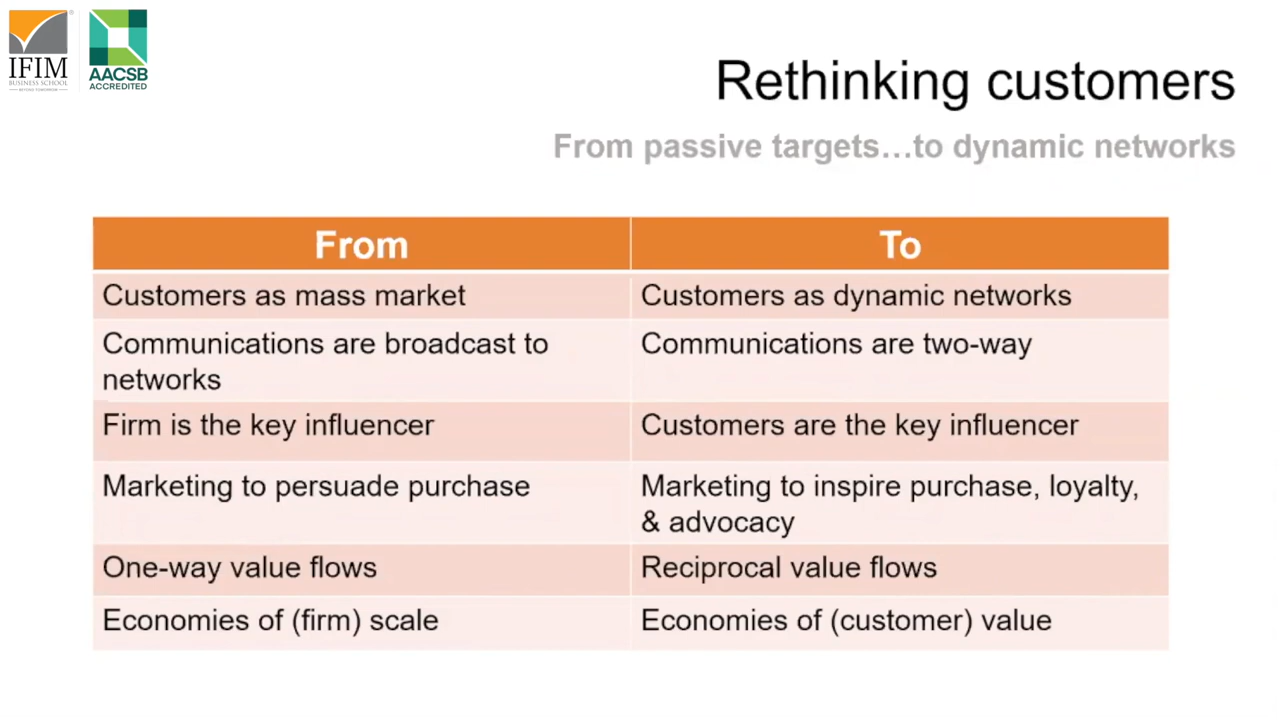 IFIM
BUSINESS SCHOOL
AACSB
ACCREDITED
Rethinking customers
From passive targets…to dynamic networks
From
To
Customers as mass market
Customers as dynamic networks
Communications are broadcast to
networks
Communications are two-way
Firm is the key influencer
Customers are the key influencer
Marketing to persuade purchase
Marketing to inspire purchase, loyalty,
& advocacy
One-way value flows
Reciprocal value flows
Economies of (firm) scale
Economies of (customer) value